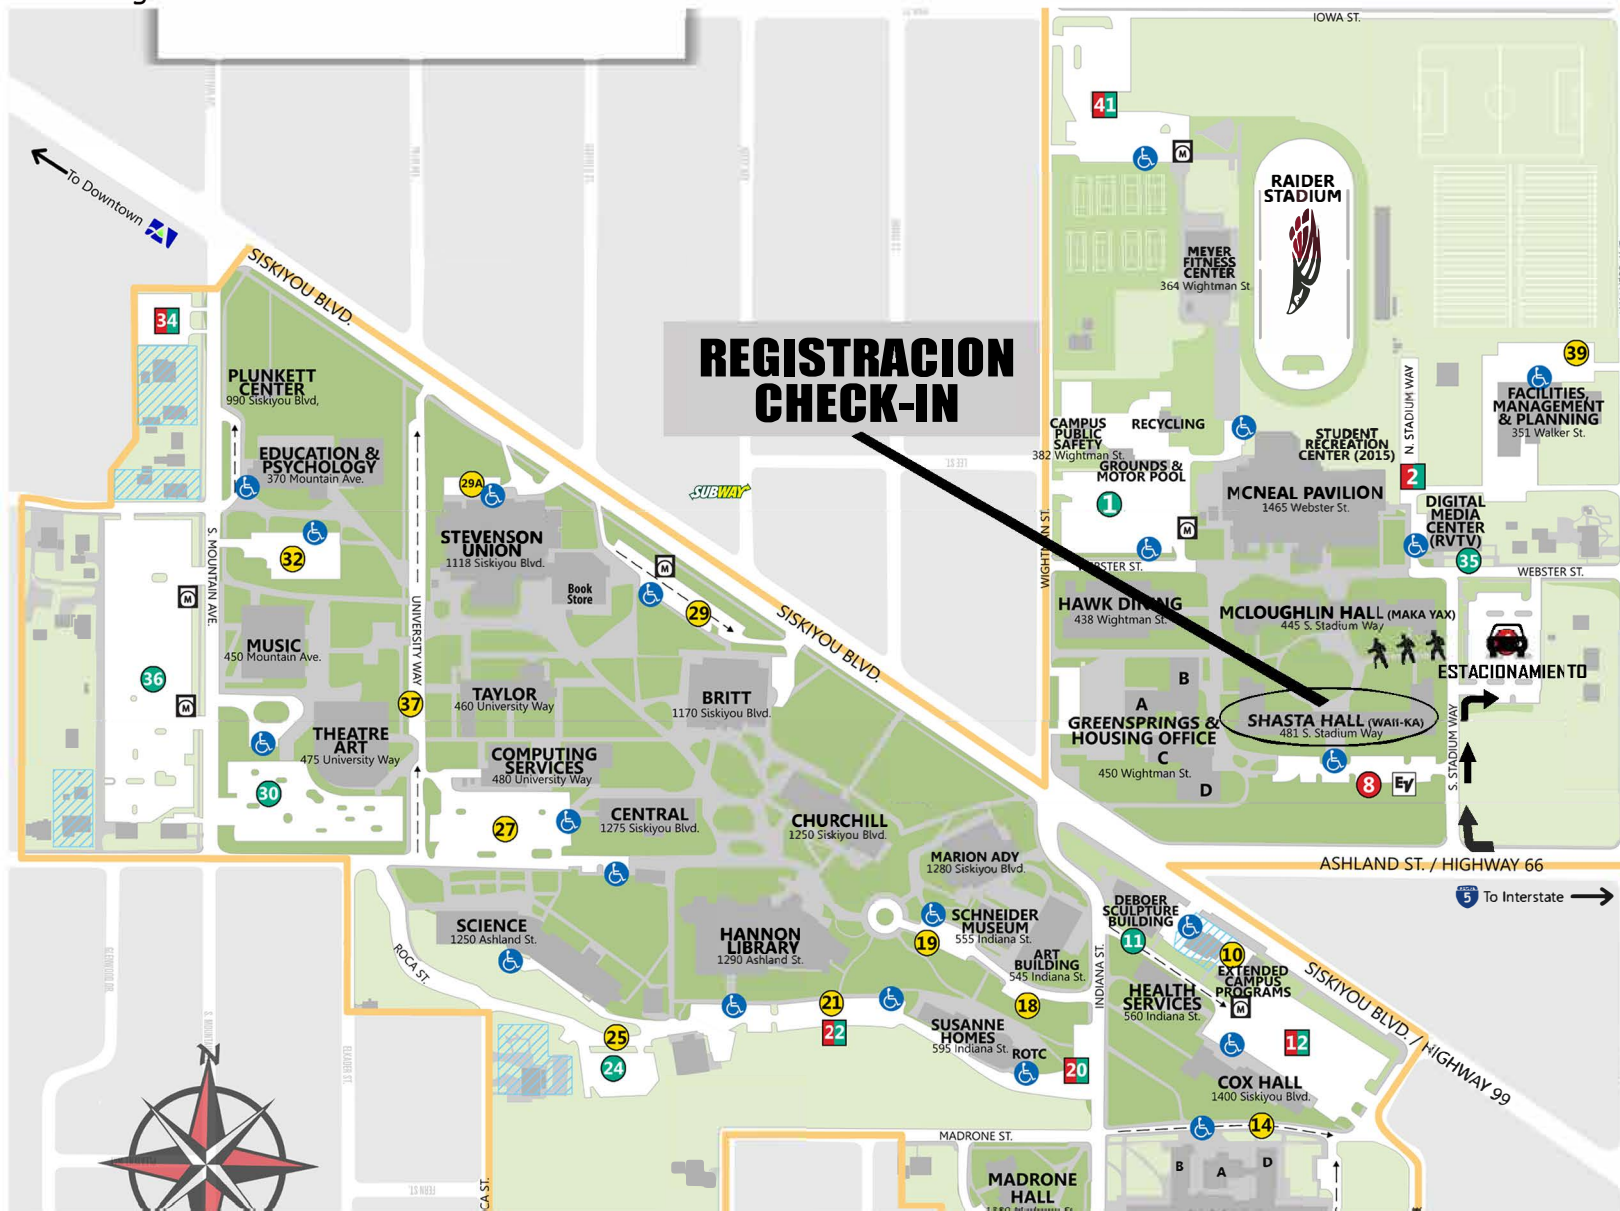 IOWA ST.
41
RAIDER
STADIUM
To Downtown
SISKIYOU BLVD.
MEYER
FITNESS
CENTER
364 Wightman St
34
REGISTRACION
CHECK-IN
39
FACILITIES,
MANAGEMENT
& PLANNING
351 Walker St.
PLUNKETT
CENTER
990 Siskiyou Blvd,
N. STADIUM WAY
CAMPUS
PUBLIC
SAFETY
382 Wightman St.
RECYCLING
GROUNDS &
MOTOR POOL
STUDENT
RECREATION
CENTER (2015)
EDUCATION &
PSYCHOLOGY
370 Mountain Ave.
LEE ST.
2
29A
SUBWAY
1
MCNEAL PAVILION
1465 Webster St.
DIGITAL
MEDIA
CENTER
(RVTV)
35
S. MOUNTAIN AVE.
32
STEVENSON
UNION
1118 Siskiyou Blvd.
Book
Store
M
M
M
M
M
WIGHTMAN ST.
WEBSTER ST.
29
UNIVERSITY WAY
HAWK DINING
438 Wightman St.
MCLOUGHLIN HALL (MAKA YAX)
445 S. Stadium Way
SISKIYOU BLVD.
MUSIC
450 Mountain Ave.
ESTACIONAMIENTO
36
37
TAYLOR
460 University Way
BRITT
1170 Siskiyou Blvd.
B
A
GREENSPRINGS &
HOUSING OFFICE
C
450 Wightman St.
D
SHASTA HALL (WAII-KA)
481 S. Stadium Way
S. STADIUM WAY
8
EV
THEATRE
ART
475 University Way
COMPUTING
SERVICES
480 University Way
30
27
CENTRAL
1275 Siskiyou Blvd.
CHURCHILL
1250 Siskiyou Blvd.
ASHLAND ST. / HIGHWAY 66
MARION ADY
1280 Siskiyou Blvd.
5 To Interstate
DEBOER
SCULPTURE
BUILDING
11
SCIENCE
1250 Ashland St.
ROCA ST.
HANNON
LIBRARY
1290 Ashland St.
19
SCHNEIDER
MUSEUM
555 Indiana St.
ART
BUILDING
545 Indiana St.
INDIANA ST.
10
EXTENDED
CAMPUS
PROGRAMS
M
SISKIYOU BLVD. / HIGHWAY 99
HEALTH
SERVICES
560 Indiana St.
21
22
18
SUSANNE
HOMES
595 Indiana St.
ROTC
20
12
25
24
N
ELKADER ST.
COX HALL
1400 Siskiyou Blvd.
14
MADRONE ST.
B
A
D
MADRONE
HALL
FERN ST.
CA ST.